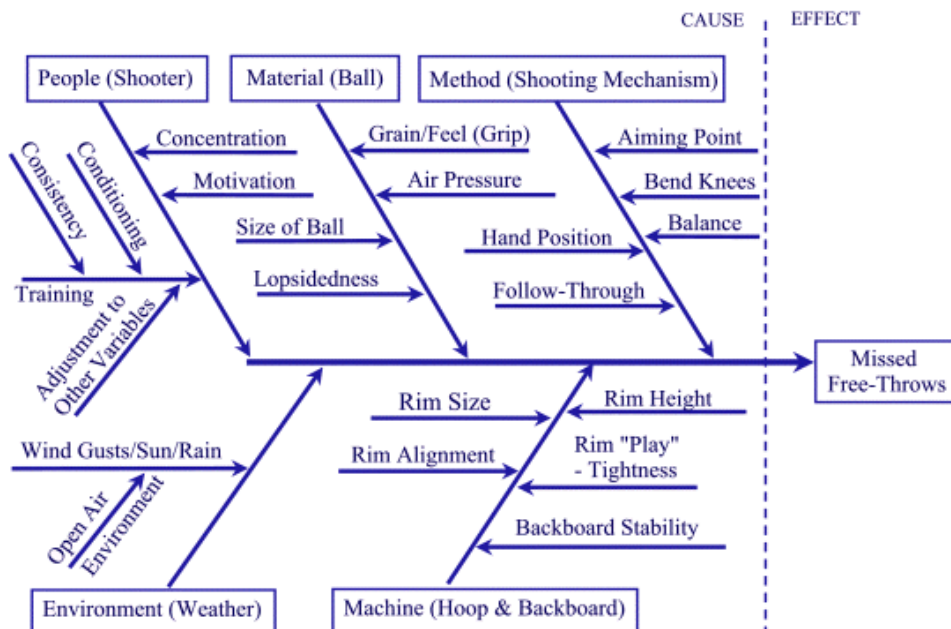 CAUSE
EFFECT
People (Shooter)
Material (Ball)
Method (Shooting Mechanism)
Concentration
Motivation
Consistency
Conditioning
Training
Adjustment to
Other Variables
Grain/Feel (Grip)
Air Pressure
Size of Ball
Lopsidedness
Aiming Point
Bend Knees
Balance
Hand Position
Follow-Through
Missed
Free-Throws
Wind Gusts/Sun/Rain
Open Air
Environment
Rim Size
Rim Height
Rim Alignment
Rim "Play"
- Tightness
Backboard Stability
Environment (Weather)
Machine (Hoop & Backboard)